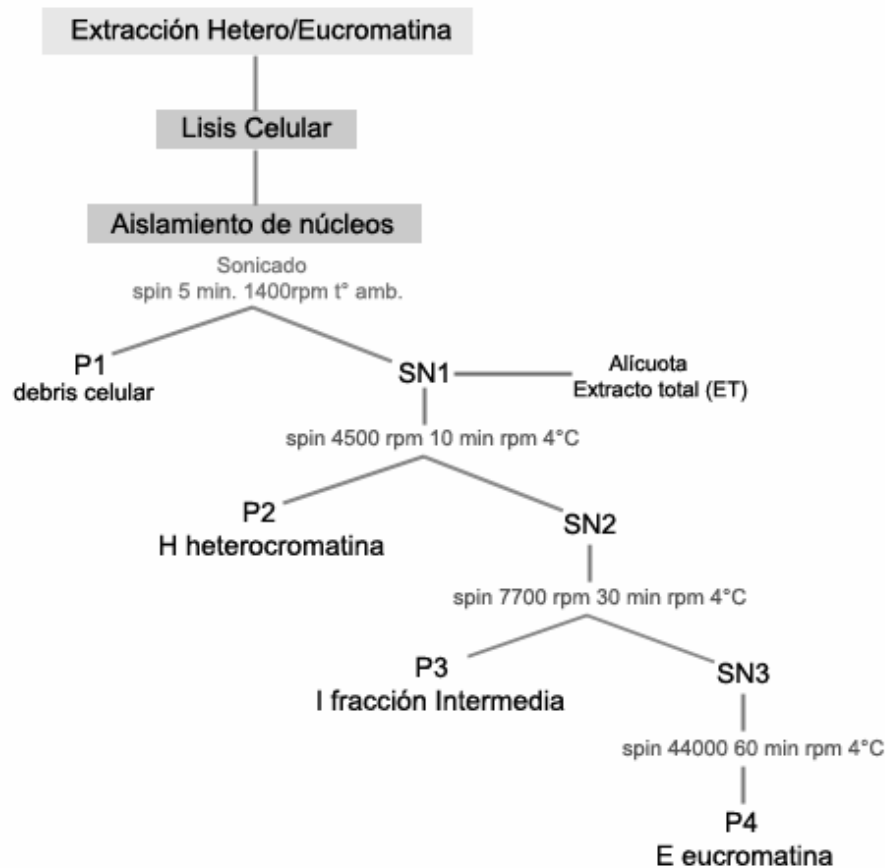 Extracción Hetero/Eucromatina
Lisis Celular
Aislamiento de núcleos
Sonicado
spin 5 min. 1400rpm t° amb.
P1
debris celular
SN1
Alícuota
Extracto total (ET)
spin 4500 rpm 10 min rpm 4°C
P2
H heterocromatina
SN2
spin 7700 rpm 30 min rpm 4°C
P3
I fracción Intermedia
SN3
spin 44000 60 min rpm 4°C
P4
E eucromatina